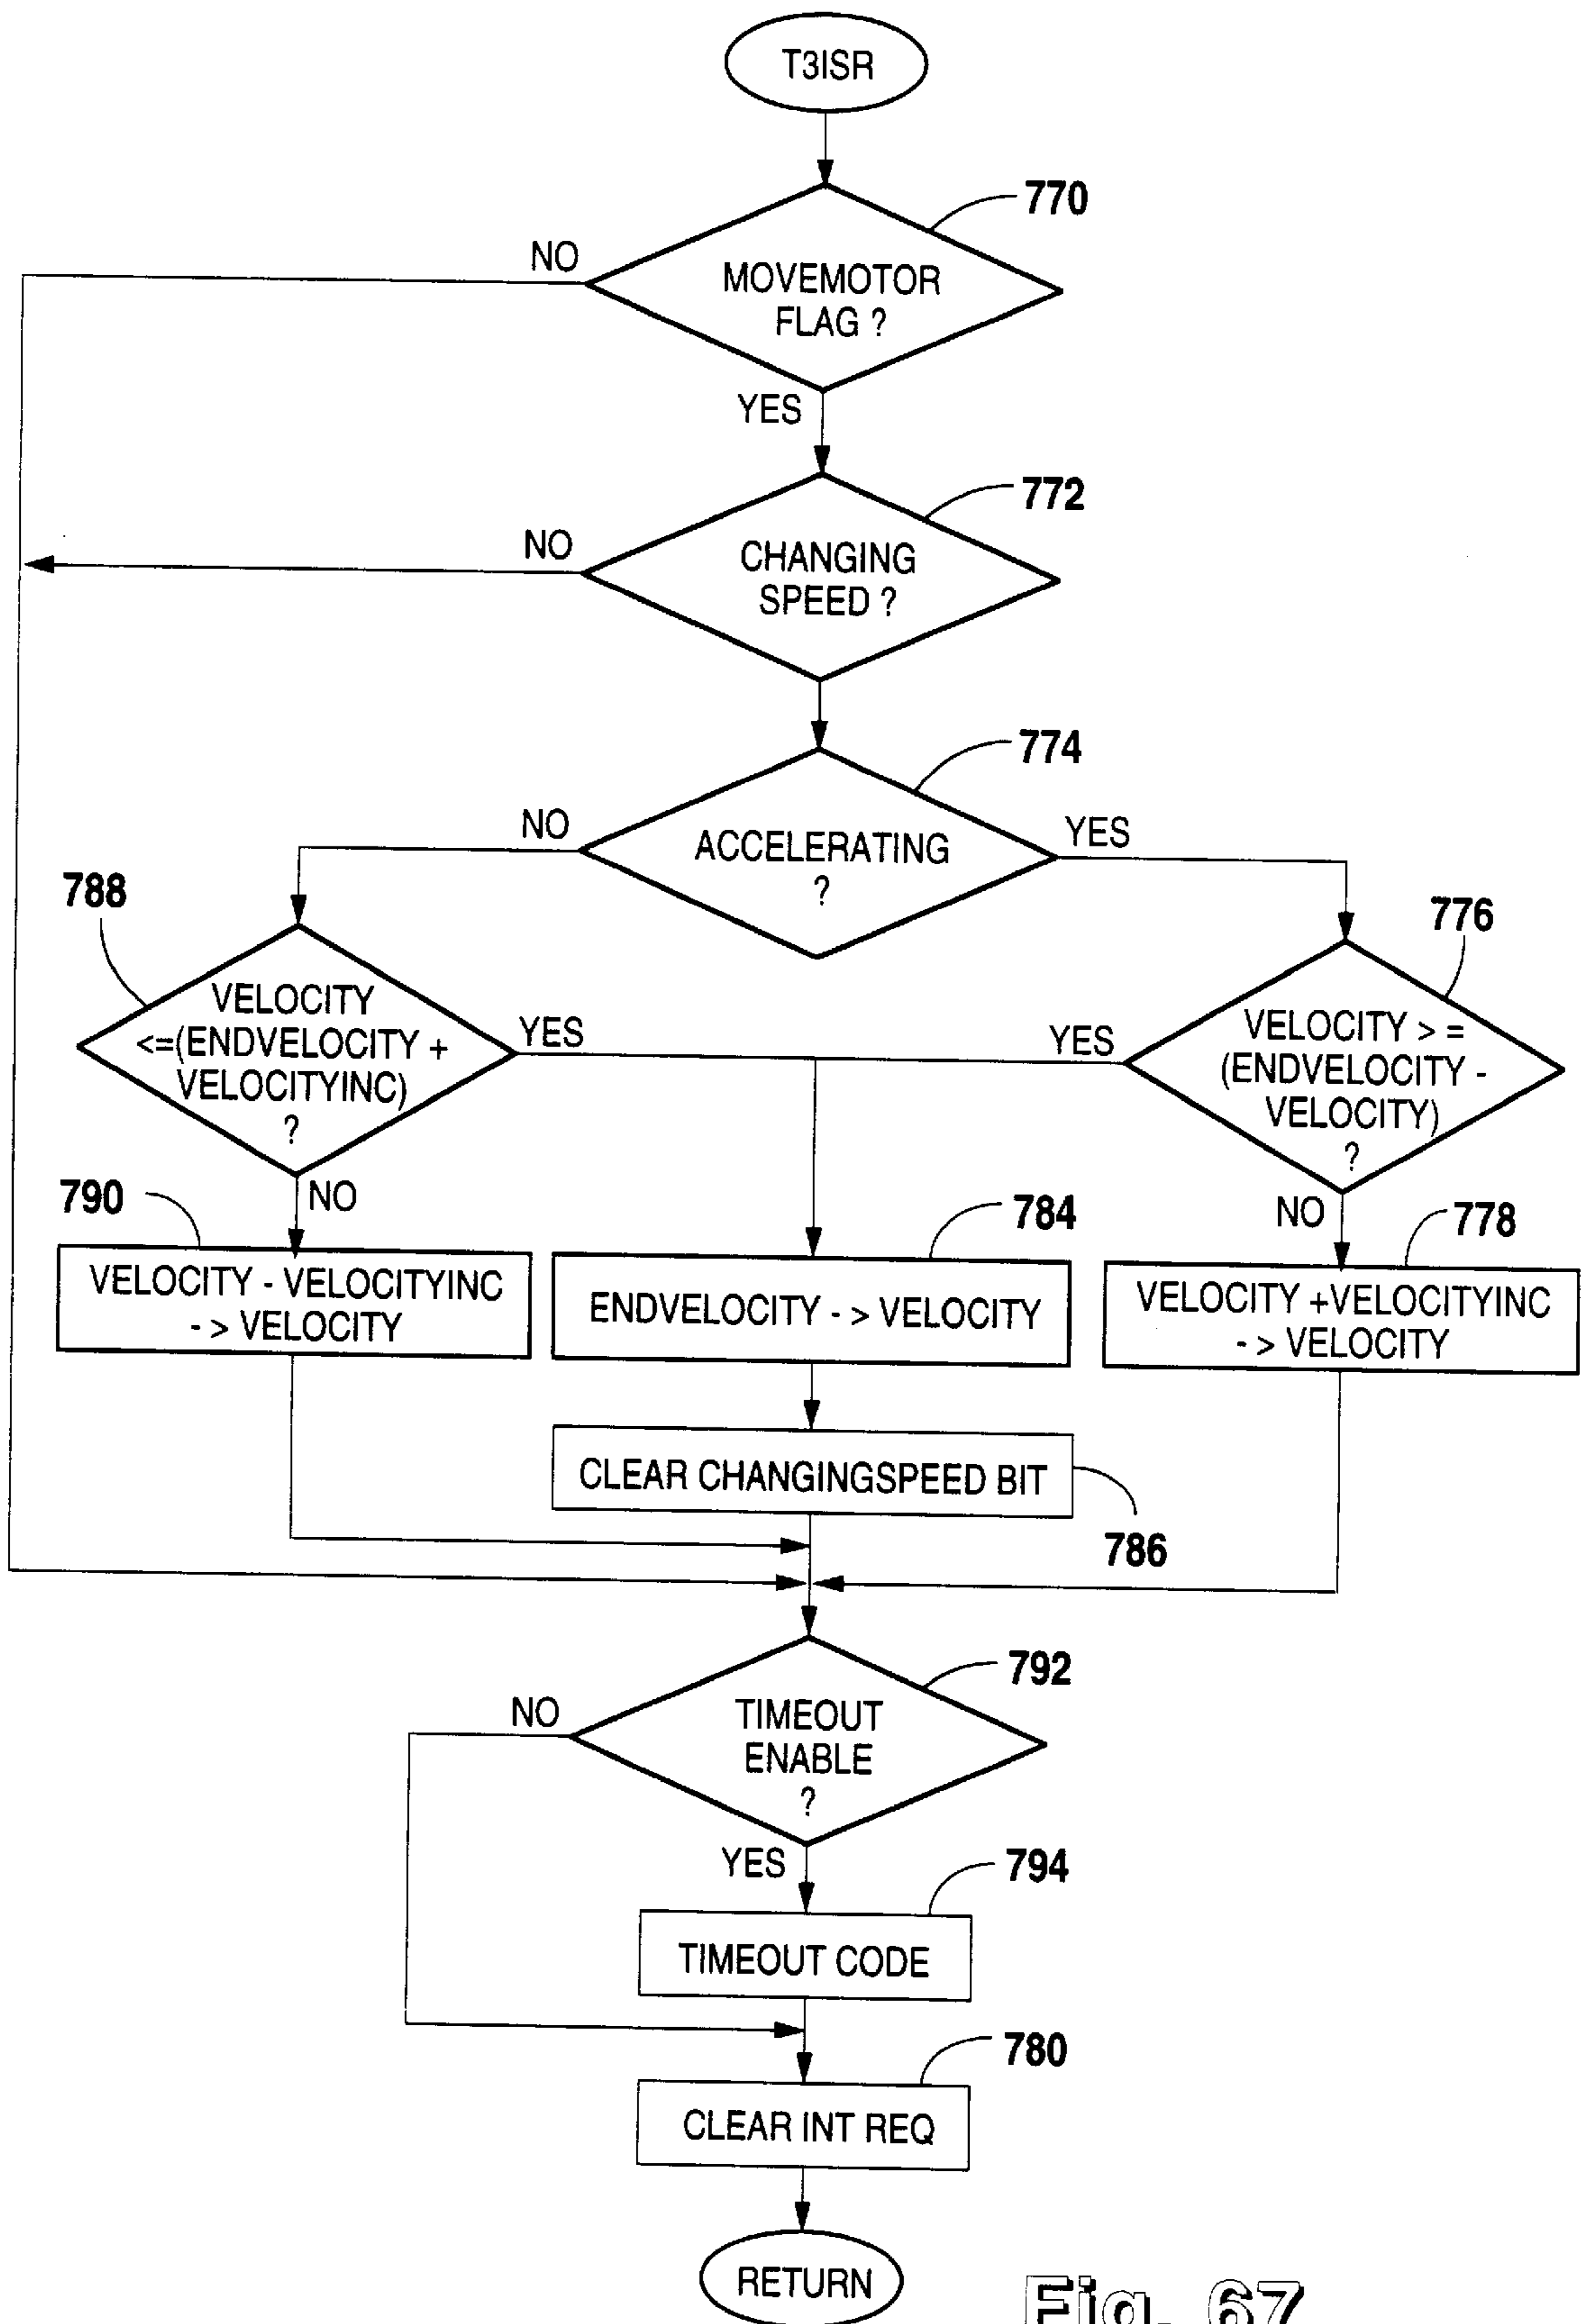 T3ISR
770
NO
MOVEMOTOR
FLAG ?
YES
772
NO
CHANGING
SPEED ?
774
NO
ACCELERATING
?
YES
788
776
VELOCITY
<=(ENDVELOCITY +
VELOCITYINC)
?
YES
YES
VELOCITY > =
(ENDVELOCITY -
VELOCITY)
?
790
NO
784
NO
778
VELOCITY - VELOCITYINC
- > VELOCITY
ENDVELOCITY - > VELOCITY
VELOCITY +VELOCITYINC
- > VELOCITY
CLEAR CHANGINGSPEED BIT
786
792
NO
TIMEOUT
ENABLE
?
YES
794
TIMEOUT CODE
780
CLEAR INT REQ
RETURN
Fig. 67